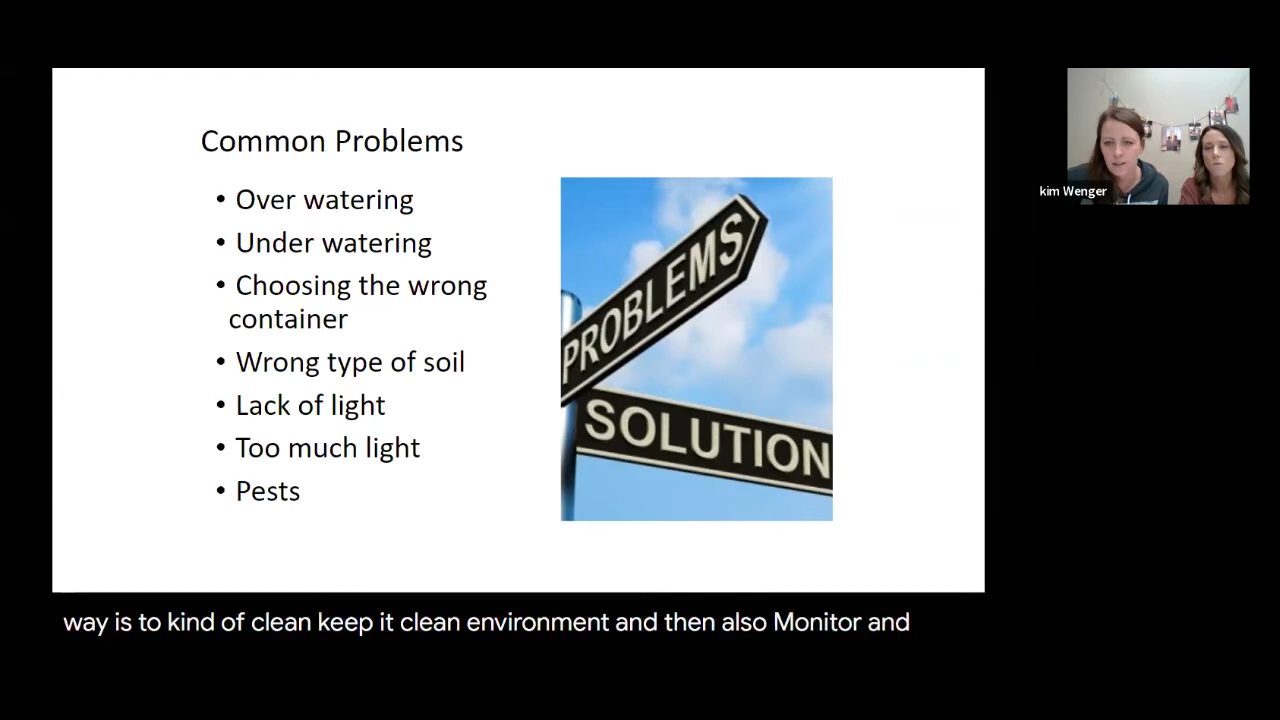 Common Problems
• Over watering
• Under watering
• Choosing the wrong
container
• Wrong type of soil
• Lack of light
• Too much light
• Pests
PROBLEMS
SOLUTION
kim Wenger
way is to kind of clean keep it clean environment and then also Monitor and